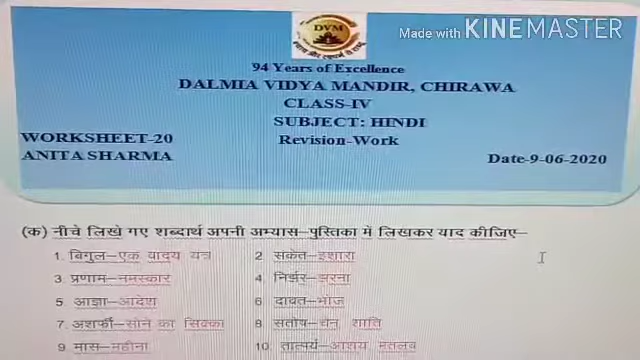 Made with KINEMASTER
DVM
94 Years of Excellence
DALMIA VIDYA MANDIR, CHIRAWA
CLASS-IV
SUBJECT: HINDI
WORKSHEET-20 Revision-Work
ANITA SHARMA Date-9-06-2020
(क) नीचे लिखे गए शब्दार्थ अपनी अभ्यास–पुस्तिका में लिखकर याद कीजिए–
1. बिगुल–एक वाद्य यंत्र 2 संकेत–इशारा
3. प्रणाम–नमस्कार 4 निर्झर–झरना
5. आज्ञा–आदेश 6 दावत–भोज
7. अशर्फी–सोने का सिक्का 8 संतोष–चैन, शांति
9 मास–महीना 10. तात्पर्य–आशय, मतलब